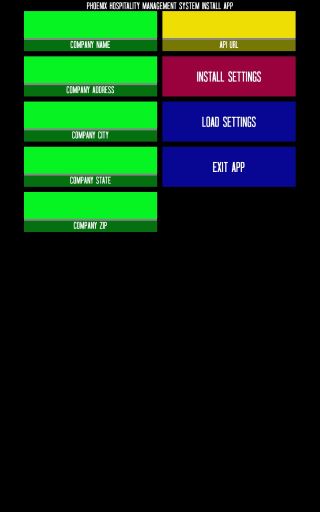 PHOENIX HOSPITALITY MANAGEMENT SYSTEM INSTALL APP
COMPANY NAME
API URL
COMPANY ADDRESS
INSTALL SETTINGS
COMPANY CITY
LOAD SETTINGS
COMPANY STATE
EXIT APP
COMPANY ZIP